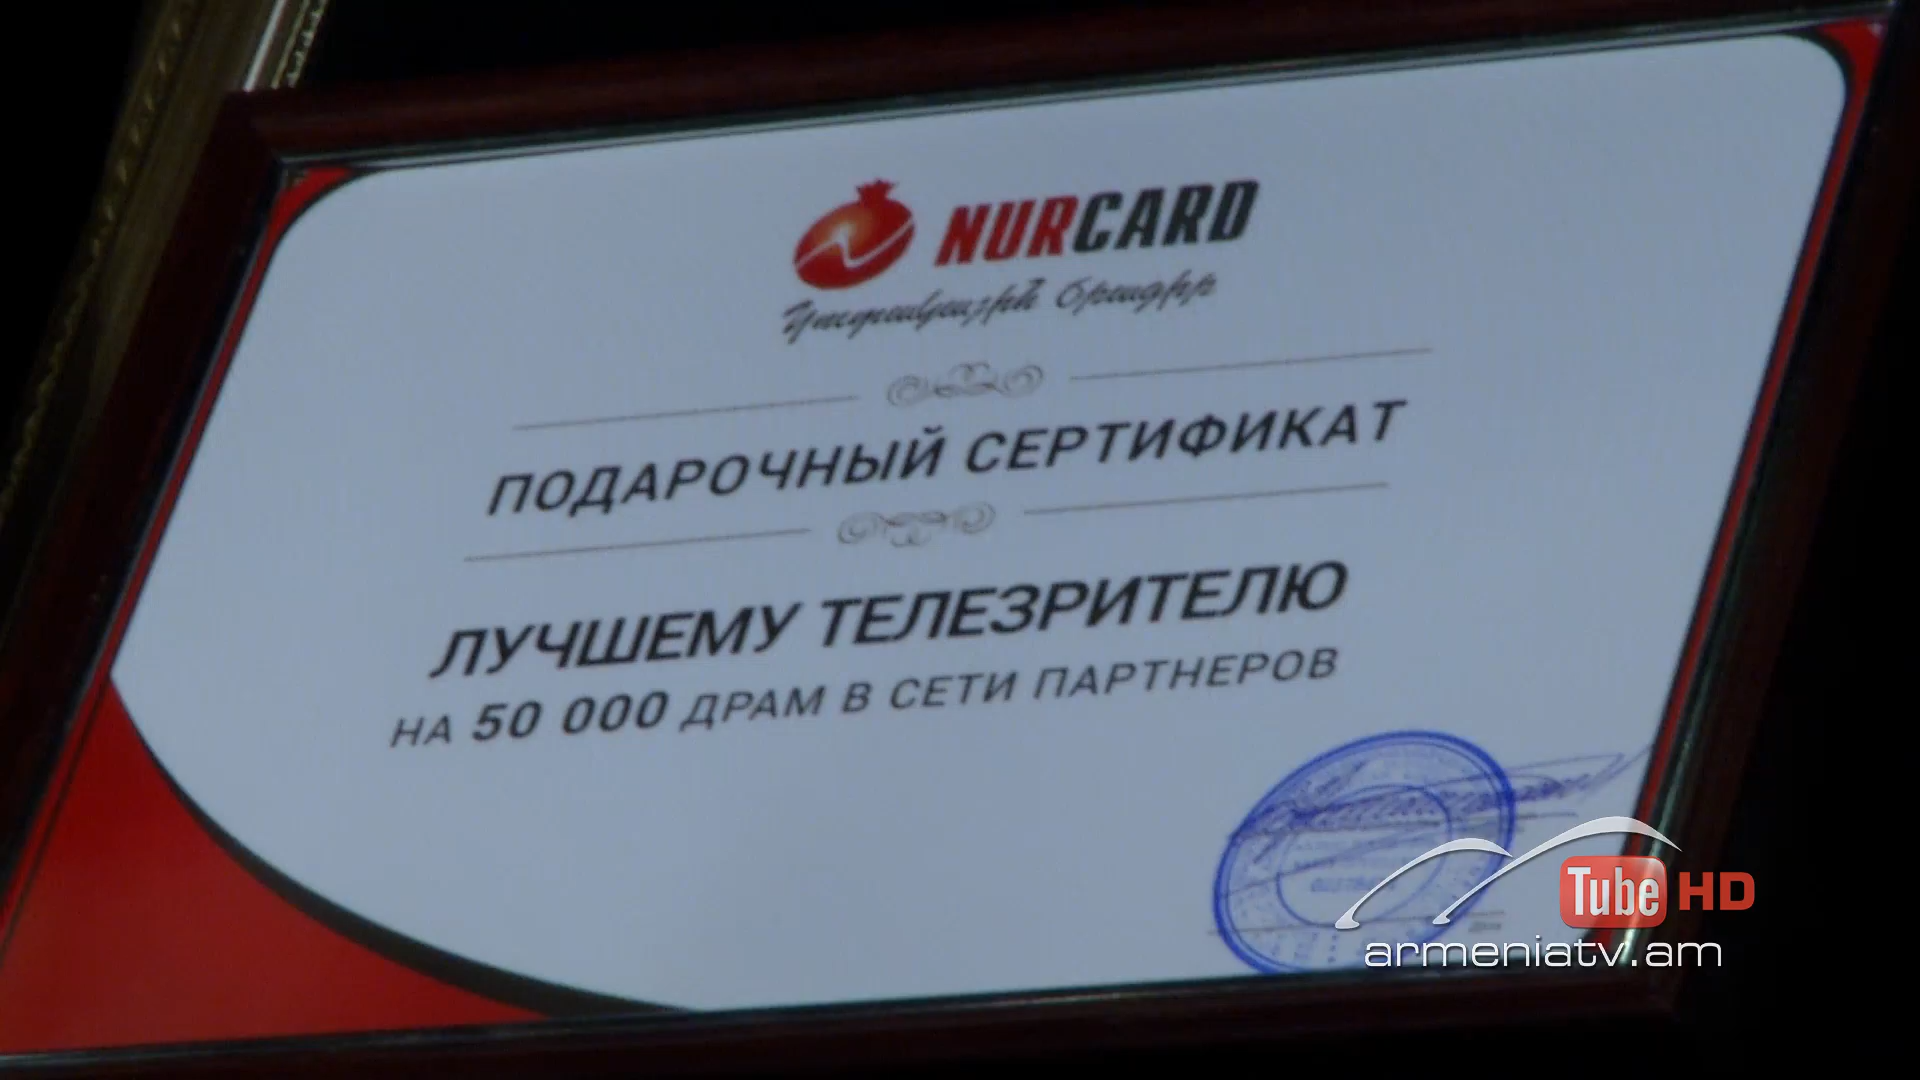 NURCARD
ПОДАРОЧНЫЙ СЕРТИФИКАТ
ЛУЧШЕМУ ТЕЛЕЗРИТЕЛЮ
НА 50 000 ДРАМ В СЕТИ ПАРТНЕРОВ
Tube HD
armeniatv.am